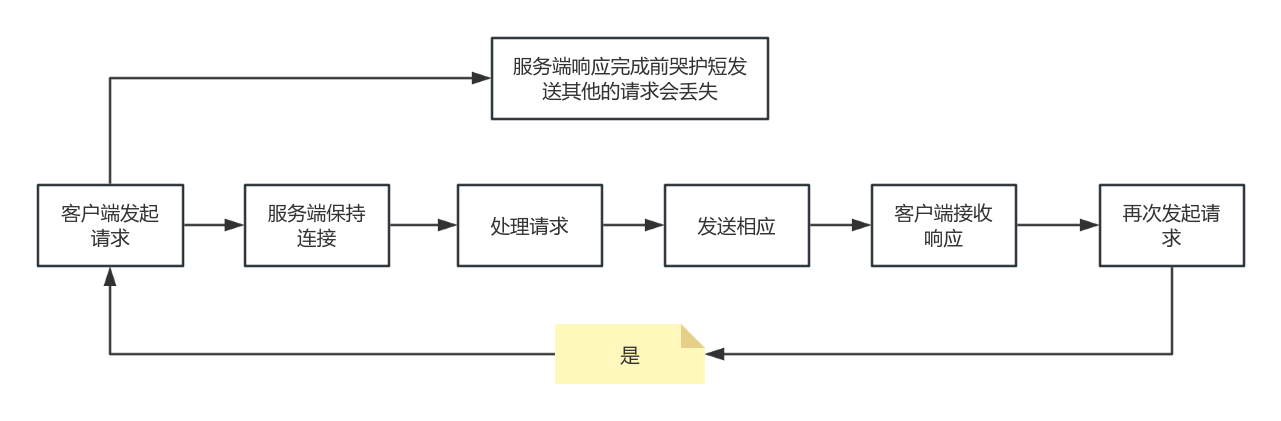 服务端响应完成前哭护短发
送其他的请求会丢失
客户端发起
请求
服务端保持
连接
处理请求
发送相应
客户端接收
响应
再次发起请
求
是